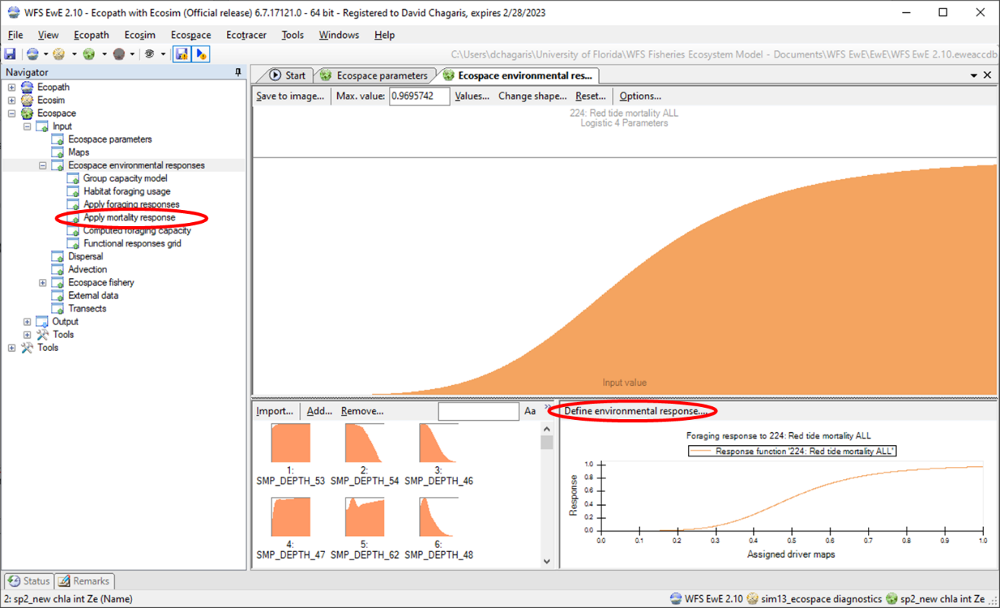 WFS EwE 2.10 - Ecopath with Ecosim (Official release) 6.7.17121.0 - 64 bit - Registered to David Chagaris, expires 2/28/2023
File View Ecopath Ecosim Ecospace Ecotracer Tools Windows Help
C:\Users\dchagaris\University of Florida\WFS Fisheries Ecosystem Model - Documents\WFS EwE\EwE\WFS EwE 2.10.eweaccdb
Navigator
Ecopath
Ecosim
Ecospace
Input
Ecospace parameters
Maps
Ecospace environmental responses
Group capacity model
Habitat foraging usage
Apply foraging responses
Apply mortality response
Computed foraging capacity
Functional responses grid
Dispersal
Advection
Ecospace fishery
External data
Transects
Output
Tools
Tools
Start Ecospace parameters Ecospace environmental res...
Save to image... Max. value: 0.9695742 Values... Change shape... Reset... Options...
224: Red tide mortality ALL
Logistic 4 Parameters
Input value
Import... Add... Remove... Aa »
1:
SMP_DEPTH_53
2:
SMP_DEPTH_54
3:
SMP_DEPTH_46
4:
SMP_DEPTH_47
5:
SMP_DEPTH_62
6:
SMP_DEPTH_48
Define environmental response...
Foraging response to 224: Red tide mortality ALL
Response function '224: Red tide mortality ALL'
Response
1.0
0.8
0.6
0.4
0.2
0.0
0.0 0.1 0.2 0.3 0.4 0.5 0.6 0.7 0.8 0.9 1.0
Assigned driver maps
Status Remarks
2: sp2_new chla int Ze (Name)
WFS EwE 2.10 sim13_ecospace diagnostics sp2_new chla int Ze